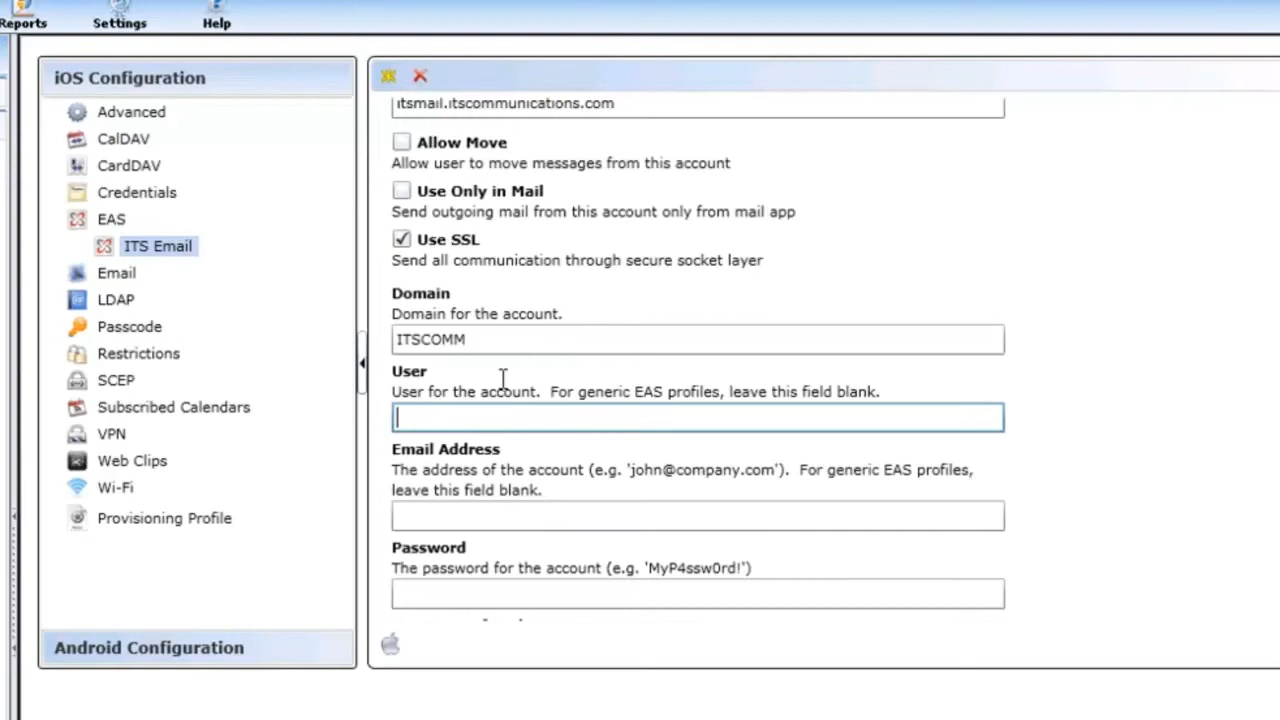 Reports Settings Help
iOS Configuration
Advanced
CalDAV
CardDAV
Credentials
EAS
ITS Email
Email
LDAP
Passcode
Restrictions
SCEP
Subscribed Calendars
VPN
Web Clips
Wi-Fi
Provisioning Profile
Android Configuration
itsmail.itscommunications.com
Allow Move
Allow user to move messages from this account
Use Only in Mail
Send outgoing mail from this account only from mail app
Use SSL
Send all communication through secure socket layer
Domain
Domain for the account.
ITSCOMM
User
User for the account.  For generic EAS profiles, leave this field blank.
Email Address
The address of the account (e.g. 'john@company.com').  For generic EAS profiles,
leave this field blank.
Password
The password for the account (e.g. 'MyP4ssw0rd!')